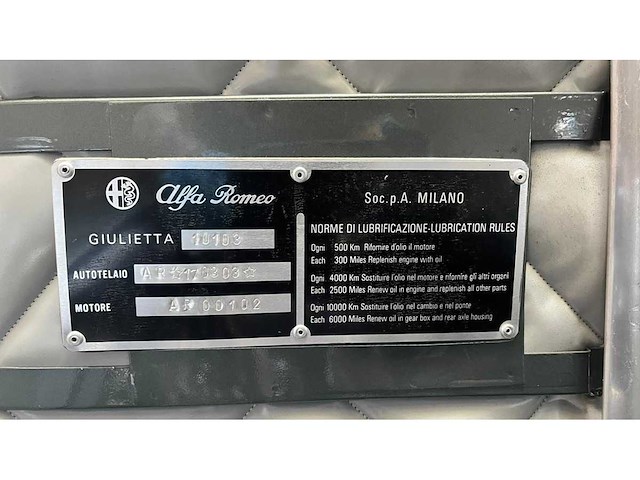 Alfa Romeo
Soc.p.A. MILANO
GIULIETTA 10103
AUTOTELAIO
MOTORE AR 00102
NORME DI LUBRIFICAZIONE-LUBRICATION RULES
Ogni 500 Km Rifornire d'olio il motore
Each 300 Miles Replenish engine with oil
Ogni 4000 Km Sostituire l'olio nel motore e rifornire gli altri organi
Each 2500 Miles Renew oil in engine and replenish all other parts
Ogni 10000 Km Sostituire l'olio nel cambio e nel ponte
Each 6000 Miles Renew oil in gear box and rear axle housing